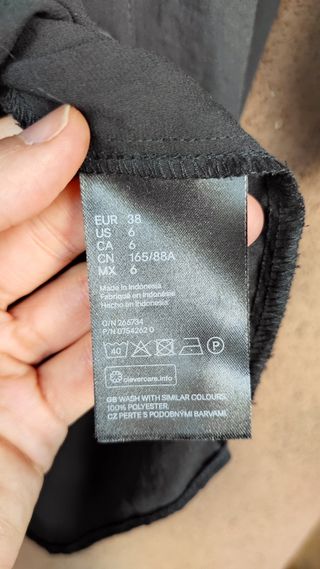 EUR 38
US 6
CA 6
CN 165/88A
MX 6
Made in Indonesia
Fabriqué en Indonésie
Hecho en Indonesia
O/N 266734
P/N 0754262 0
40 P
clevercare.info
GB WASH WITH SIMILAR COLOURS.
100% POLYESTER
CZ PERTE S PODOBNÝMI BARVAMI.